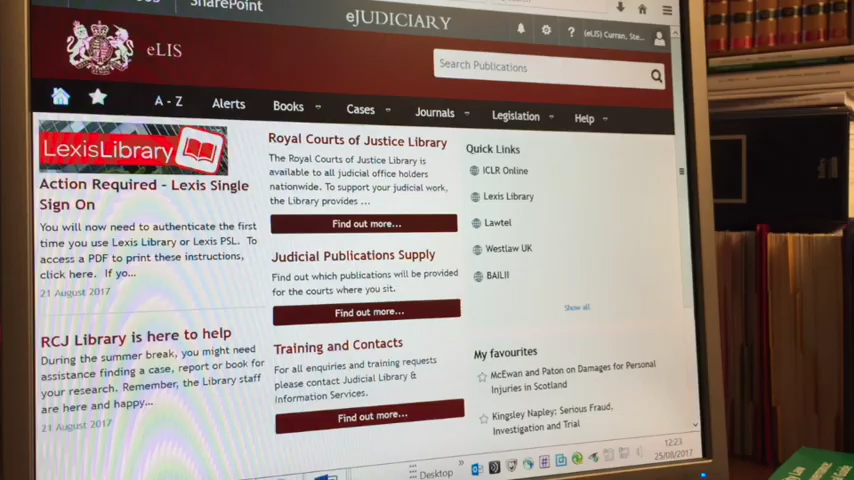 SharePoint
eJUDICIARY
(eLIS) Curran, Ste...
eLIS
Search Publications
A - Z
Alerts
Books
Cases
Journals
Legislation
Help
LexisLibrary
Action Required - Lexis Single
Sign On
You will now need to authenticate the first
time you use Lexis Library or Lexis PSL. To
access a PDF to print these instructions,
click here. If yo...
21 August 2017
RCJ Library is here to help
During the summer break, you might need
assistance finding a case, report or book for
your research. Remember, the Library staff
are here and happy...
21 August 2017
Royal Courts of Justice Library
The Royal Courts of Justice Library is
available to all judicial office holders
nationwide. To support your judicial work,
the Library provides ...
Find out more...
Judicial Publications Supply
Find out which publications will be provided
for the courts where you sit.
Find out more...
Training and Contacts
For all enquiries and training requests
please contact Judicial Library &
Information Services.
Find out more...
Quick Links
ICLR Online
Lexis Library
Lawtel
Westlaw UK
BAILII
Show all
My favourites
McEwan and Paton on Damages for Personal
Injuries in Scotland
Kingsley Napley: Serious Fraud,
Investigation and Trial
Desktop
12:23
25/08/2017